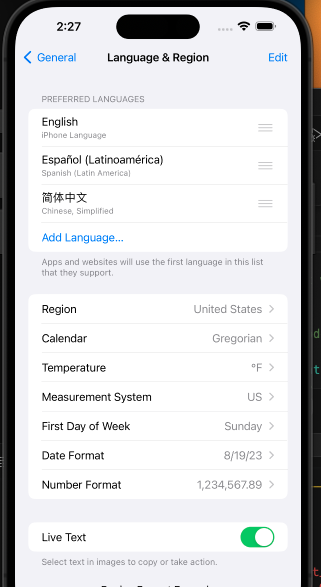 2:27
General
Language & Region
Edit
PREFERRED LANGUAGES
English
iPhone Language
Español (Latinoamérica)
Spanish (Latin America)
简体中文
Chinese, Simplified
Add Language...
Apps and websites will use the first language in this list
that they support.
Region United States
Calendar Gregorian
Temperature °F
Measurement System US
First Day of Week Sunday
Date Format 8/19/23
Number Format 1,234,567.89
Live Text
Select text in images to copy or take action.